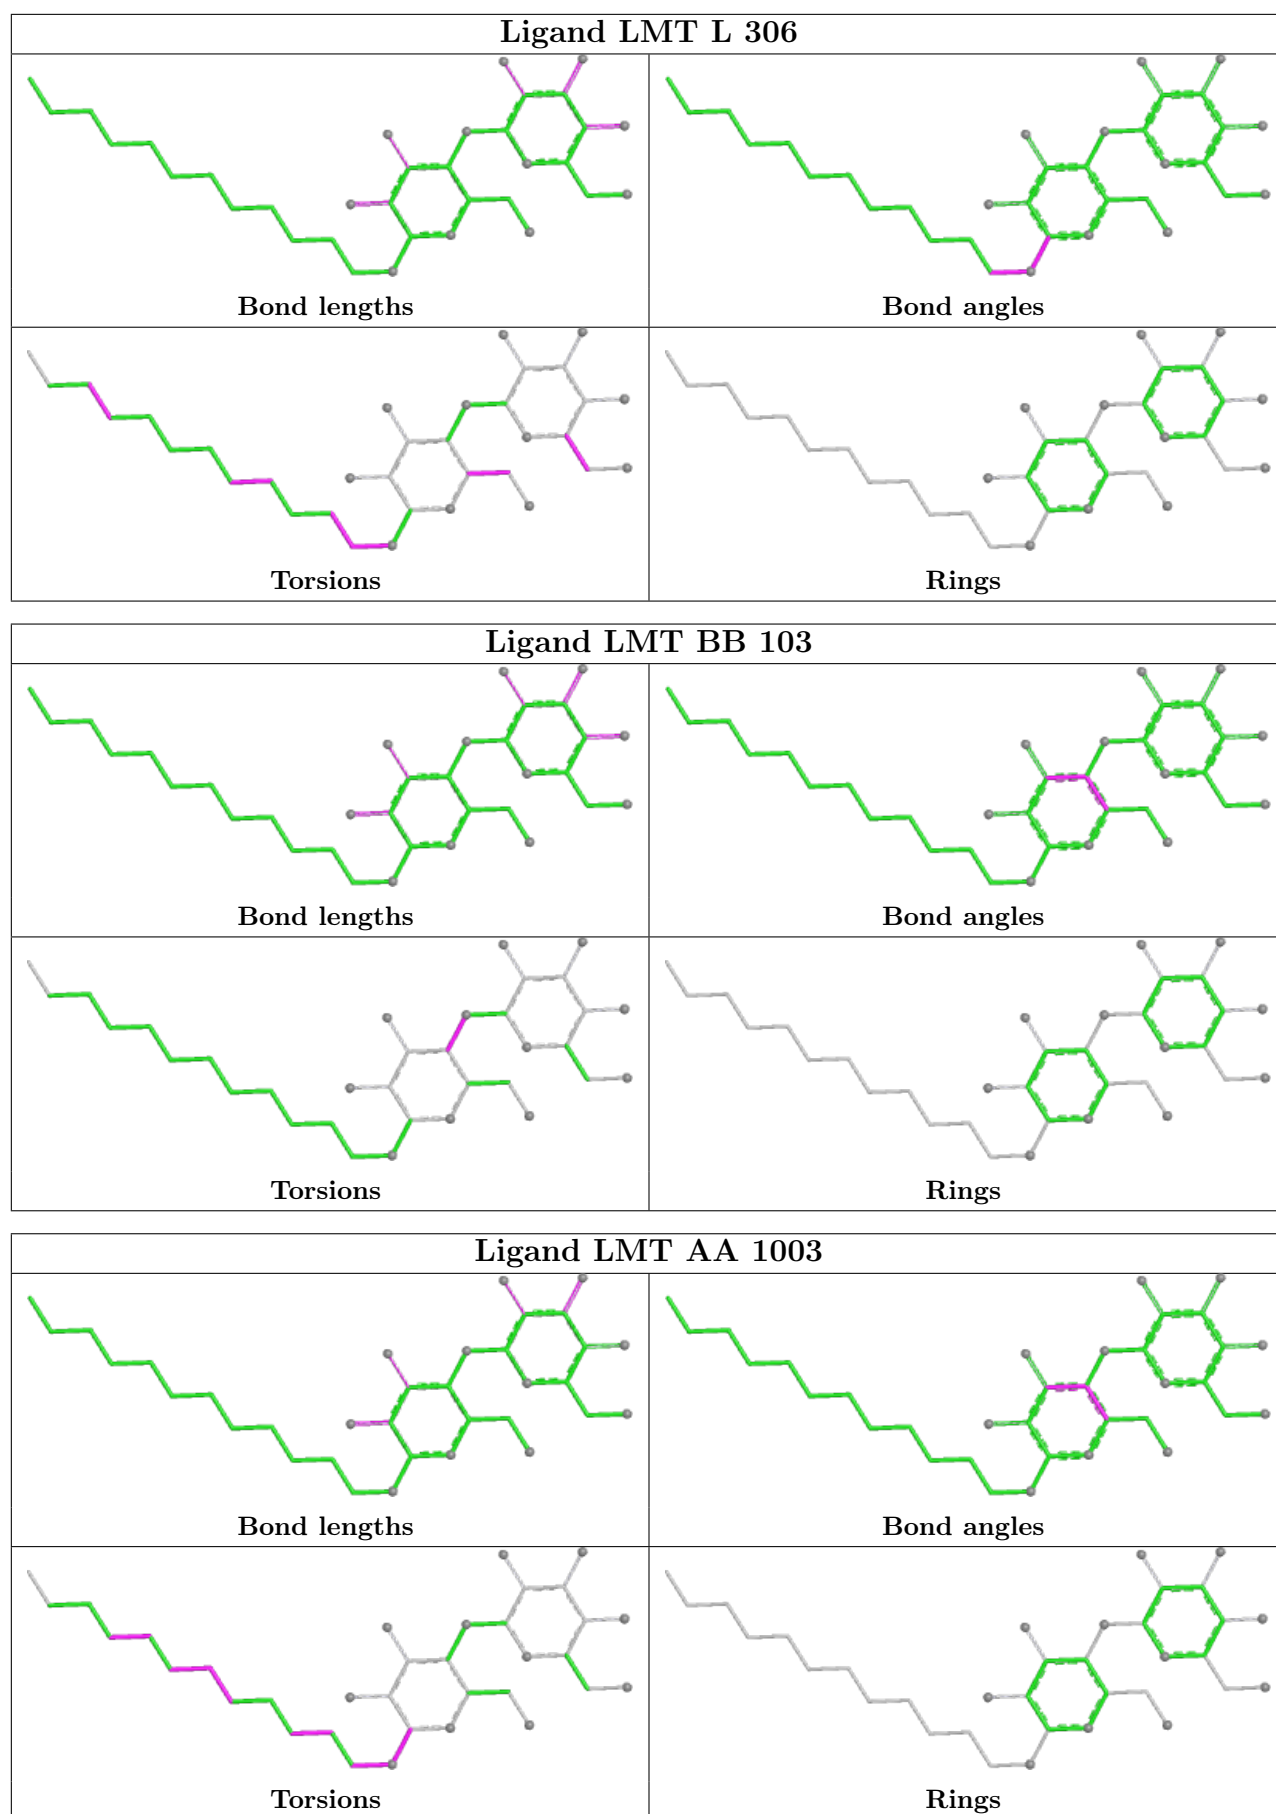 Ligand LMT L 306
Bond lengths
Bond angles
Torsions
Rings
Ligand LMT BB 103
Bond lengths
Bond angles
Torsions
Rings
Ligand LMT AA 1003
Bond lengths
Bond angles
Torsions
Rings